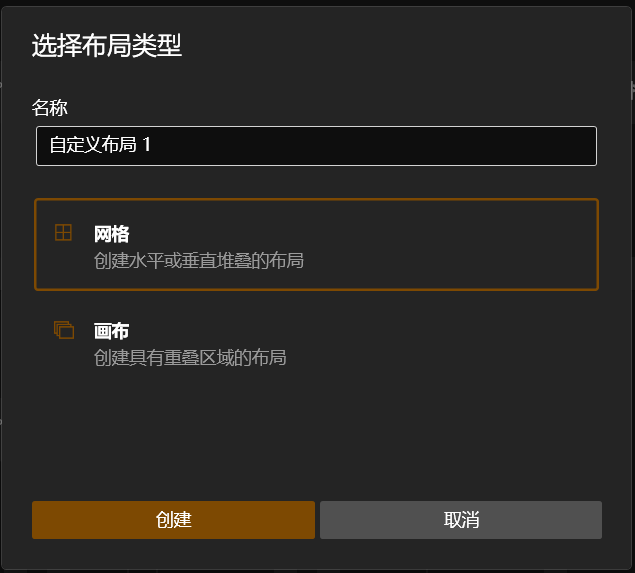 选择布局类型
名称
自定义布局 1
网格
创建水平或垂直堆叠的布局
画布
创建具有重叠区域的布局
创建
取消